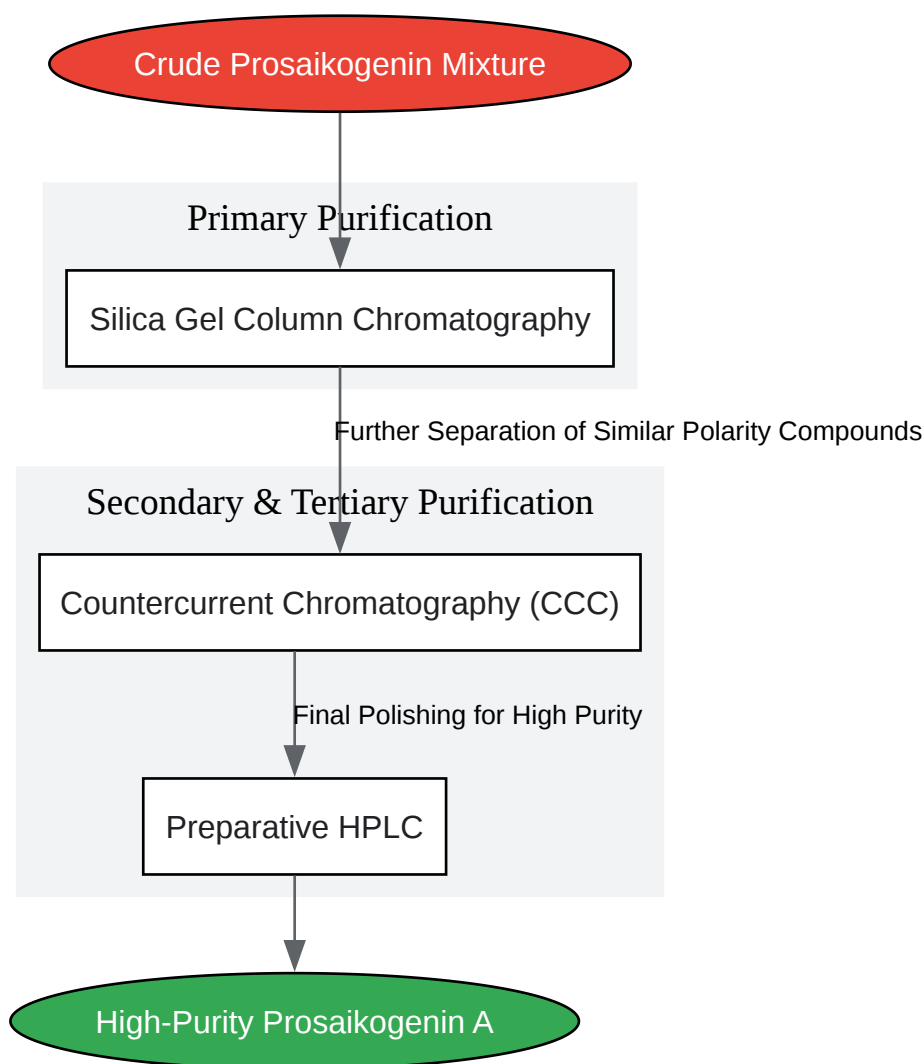 Crude Prosaikogenin Mixture
Primary Purification
Silica Gel Column Chromatography
Further Separation of Similar Polarity Compounds
Secondary & Tertiary Purification
Countercurrent Chromatography (CCC)
Final Polishing for High Purity
Preparative HPLC
High-Purity Prosaikogenin A